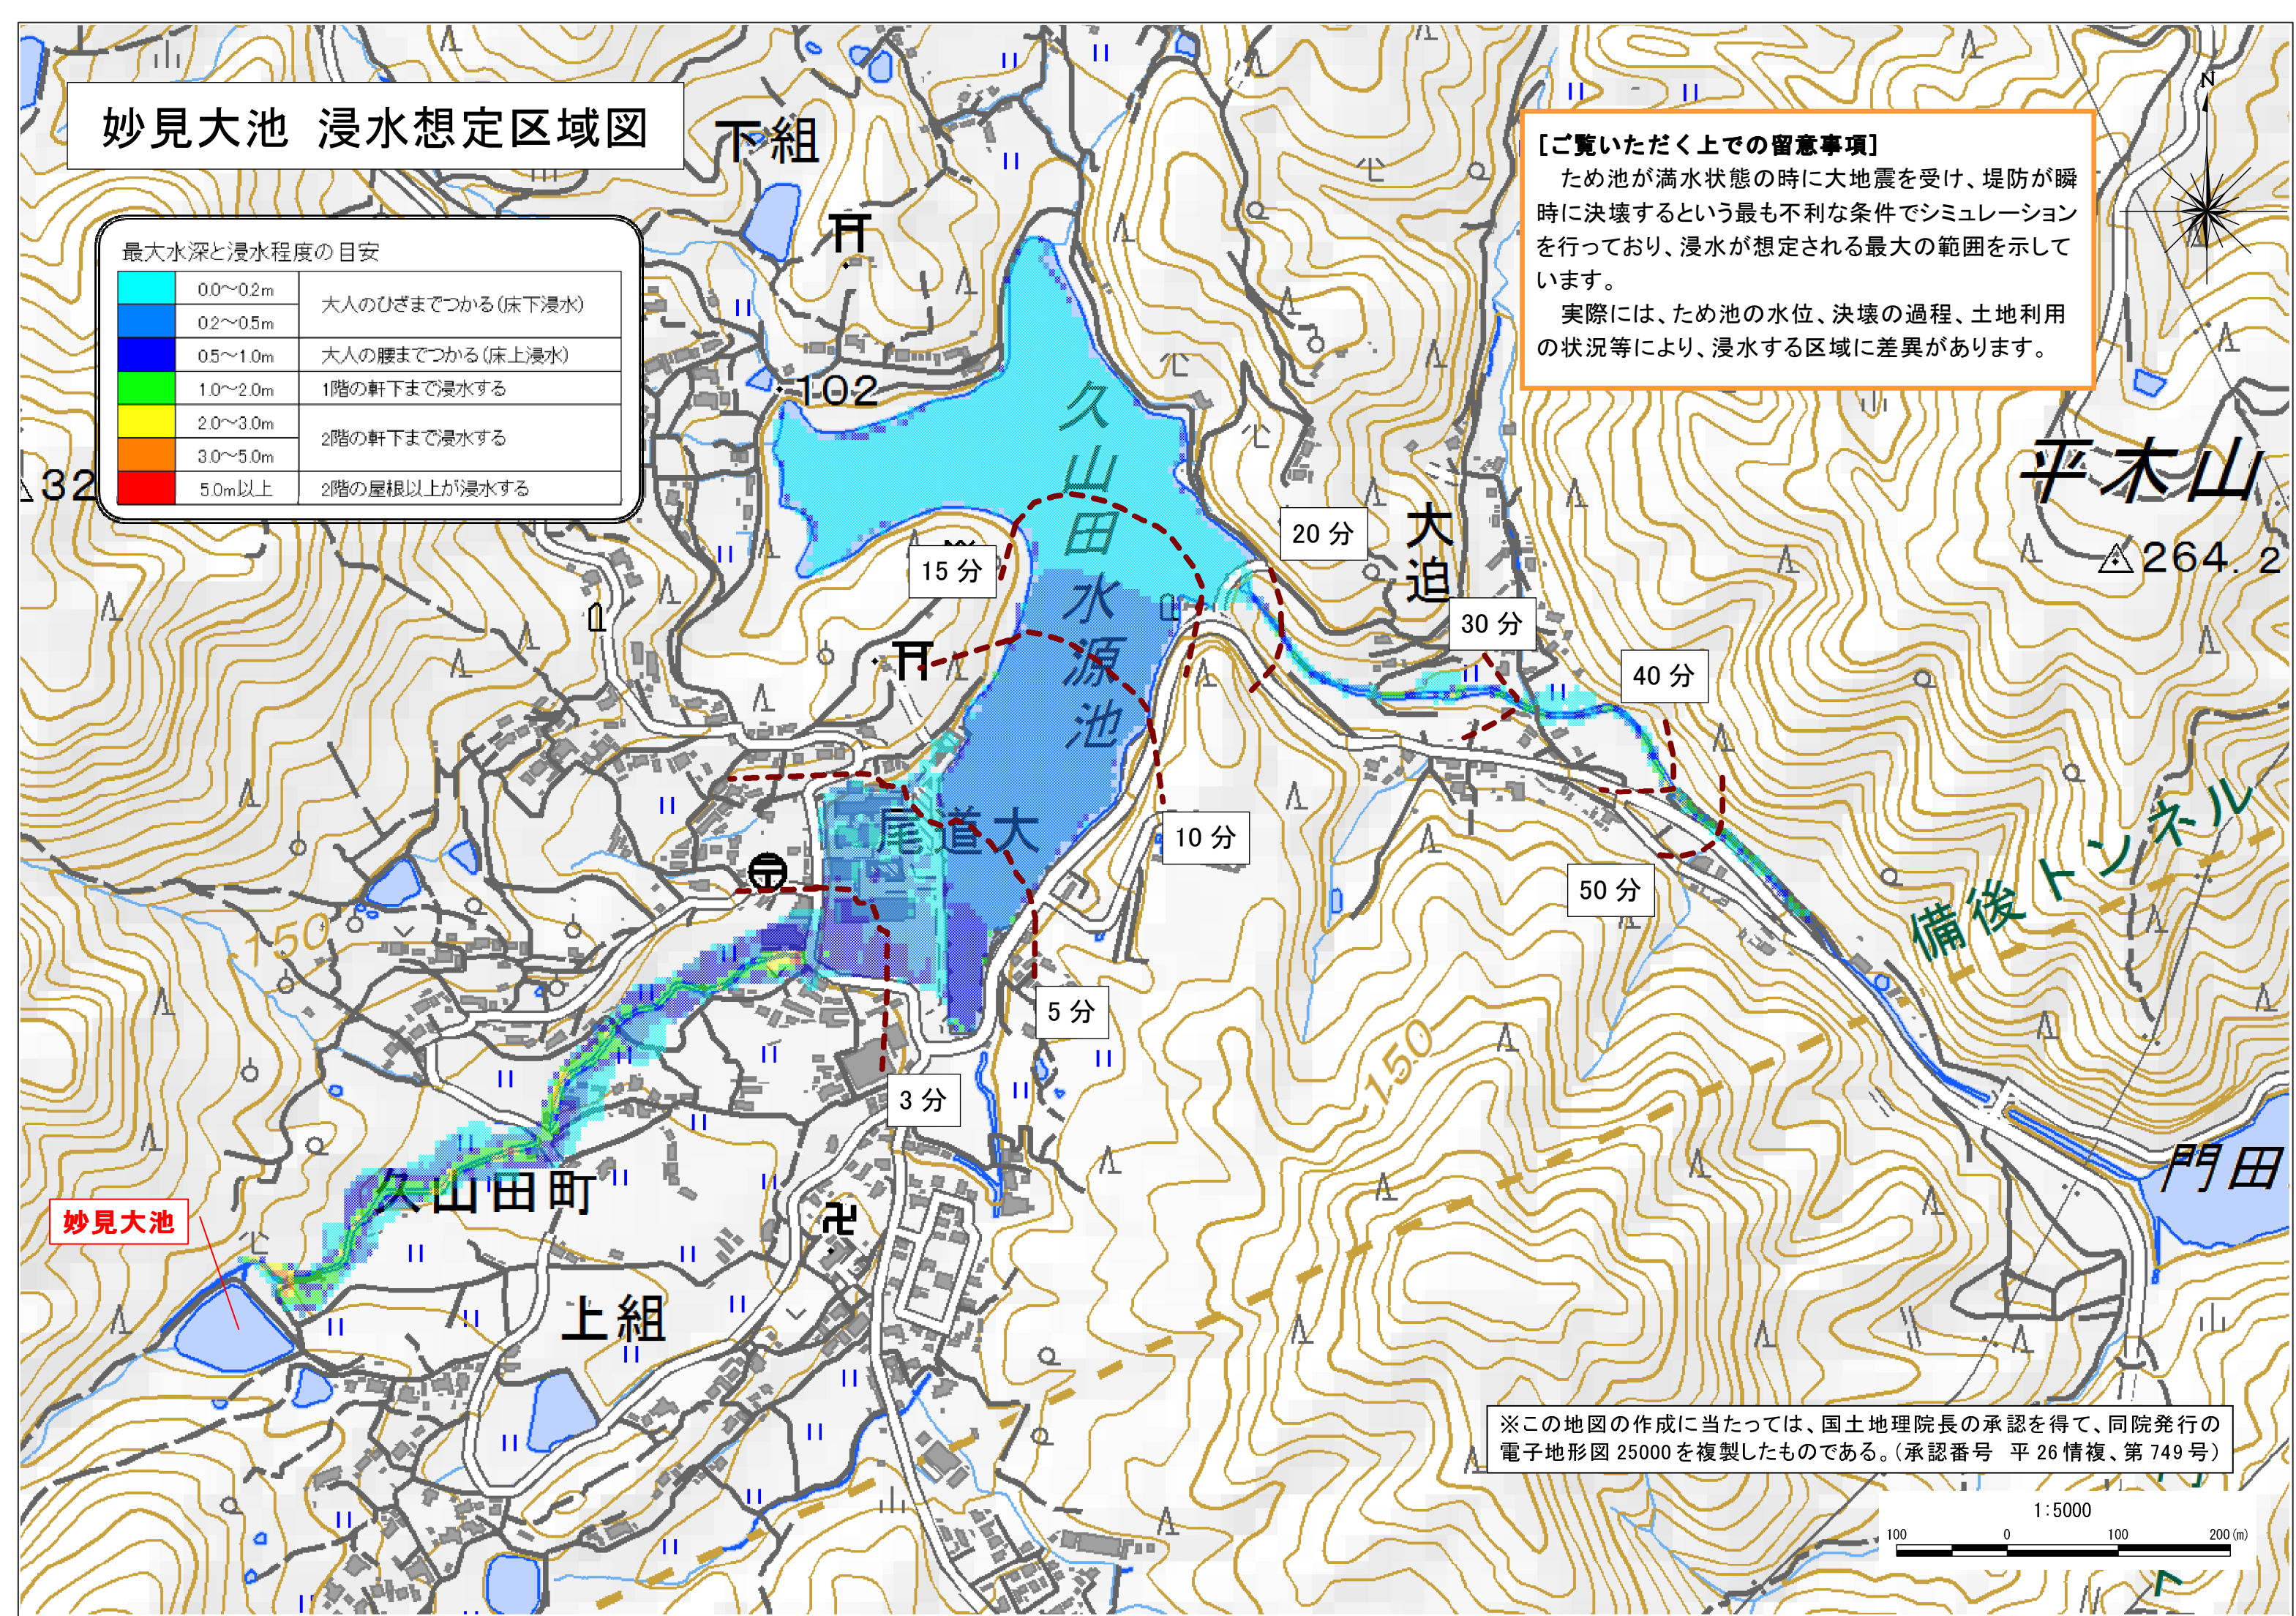 妙見大池 浸水想定区域図
最大水深と浸水程度の目安
0.0～0.2m
大人のひざまでつかる(床下浸水)
0.2～0.5m
0.5～1.0m 大人の腰までつかる(床上浸水)
1.0～2.0m 1階の軒下まで浸水する
2.0～3.0m
2階の軒下まで浸水する
3.0～5.0m
5.0m以上 2階の屋根以上が浸水する
[ご覧いただく上での留意事項]
ため池が満水状態の時に大地震を受け、堤防が瞬
時に決壊するという最も不利な条件でシミュレーション
を行っており、浸水が想定される最大の範囲を示して
います。
実際には、ため池の水位、決壊の過程、土地利用
の状況等により、浸水する区域に差異があります。
N
下組
102
32
久山田水源池
大迫
平木山
264.2
15分
20分
30分
40分
10分
50分
5分
3分
尾道大
150
備後トンネル
150
門田
久山田町
妙見大池
上組
※この地図の作成に当たっては、国土地理院長の承認を得て、同院発行の
電子地形図25000を複製したものである。(承認番号 平26情複、第749号)
1:5000
100 0 100 200(m)